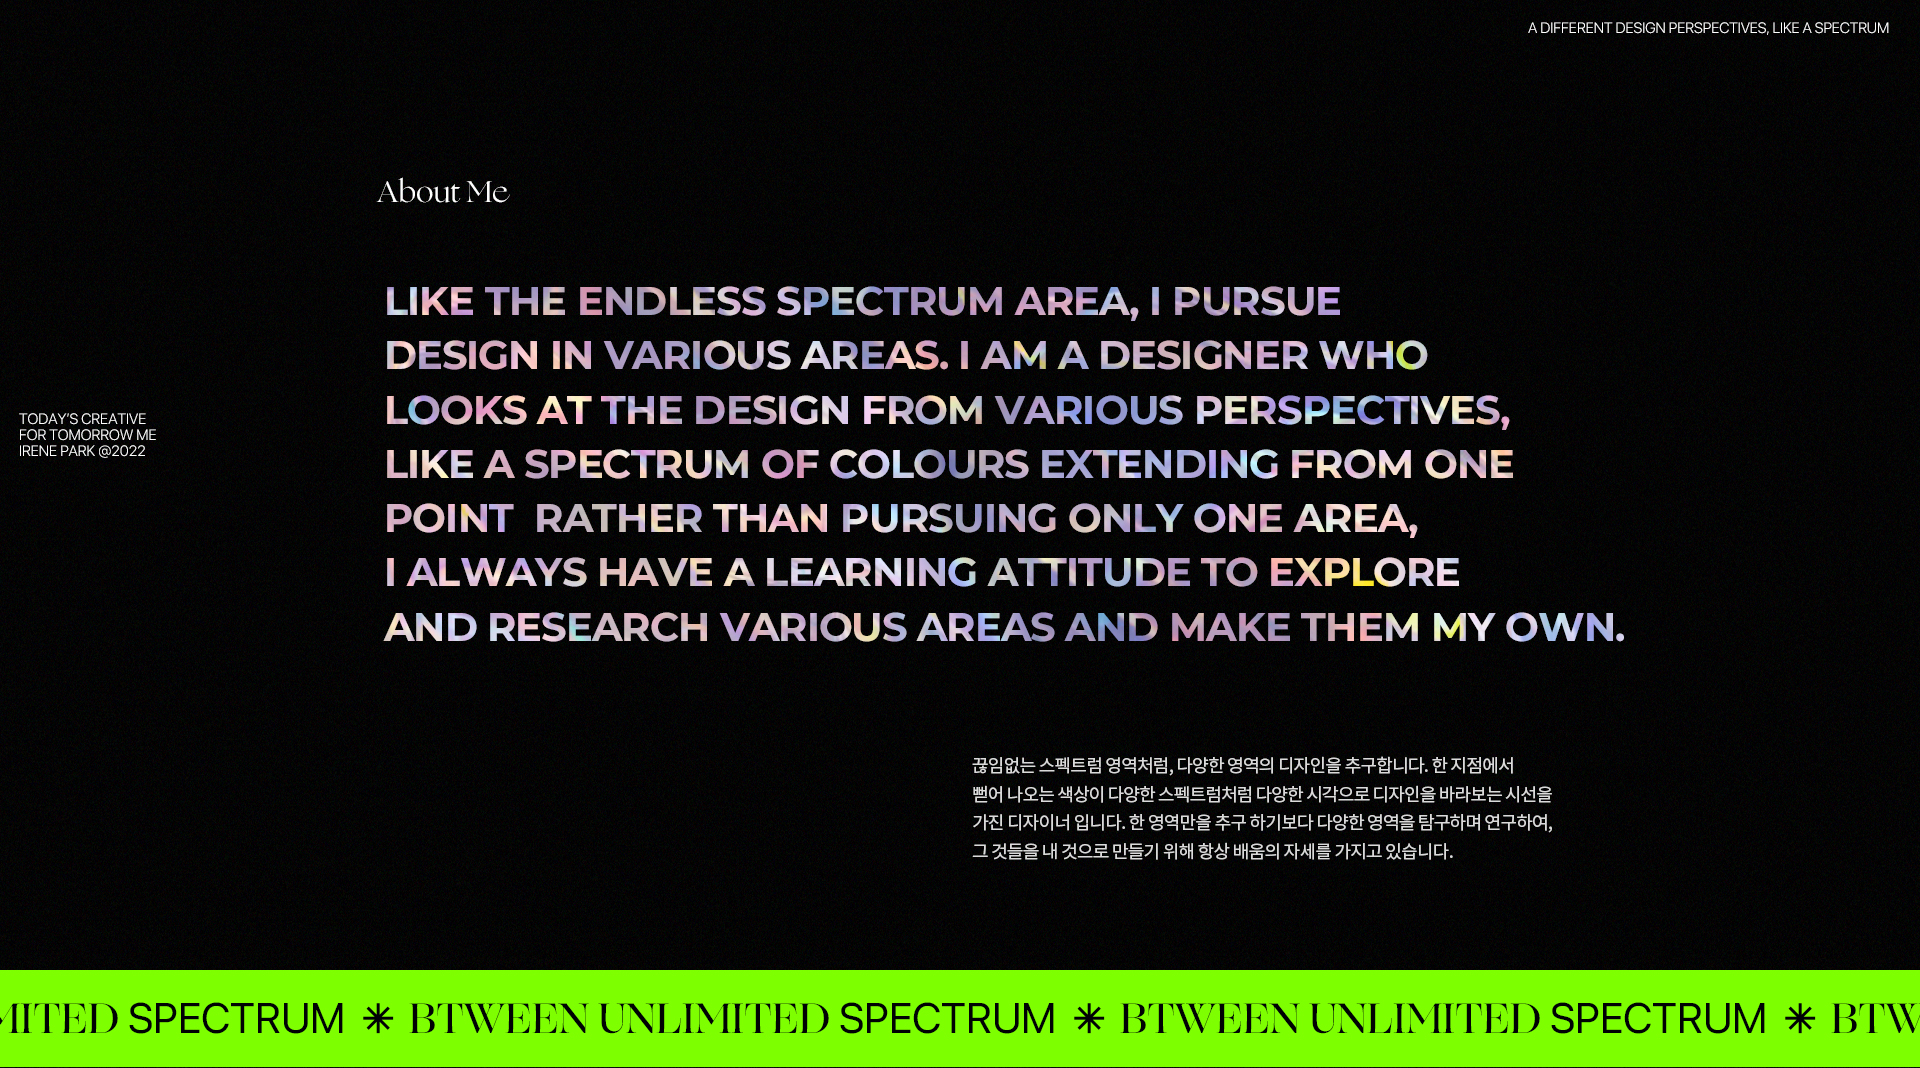 A DIFFERENT DESIGN PERSPECTIVES, LIKE A SPECTRUM
About Me
LIKE THE ENDLESS SPECTRUM AREA, I PURSUE
DESIGN IN VARIOUS AREAS. I AM A DESIGNER WHO
LOOKS AT THE DESIGN FROM VARIOUS PERSPECTIVES,
LIKE A SPECTRUM OF COLOURS EXTENDING FROM ONE
POINT  RATHER THAN PURSUING ONLY ONE AREA,
I ALWAYS HAVE A LEARNING ATTITUDE TO EXPLORE
AND RESEARCH VARIOUS AREAS AND MAKE THEM MY OWN.
TODAY'S CREATIVE
FOR TOMORROW ME
IRENE PARK @2022
끊임없는 스펙트럼 영역처럼, 다양한 영역의 디자인을 추구합니다. 한 지점에서
뻗어 나오는 색상이 다양한 스펙트럼처럼 다양한 시각으로 디자인을 바라보는 시선을
가진 디자이너 입니다. 한 영역만을 추구 하기보다 다양한 영역을 탐구하며 연구하여,
그 것들을 내 것으로 만들기 위해 항상 배움의 자세를 가지고 있습니다.
MITED SPECTRUM ✳ BTWEEN UNLIMITED SPECTRUM ✳ BTWEEN UNLIMITED SPECTRUM ✳ BTW